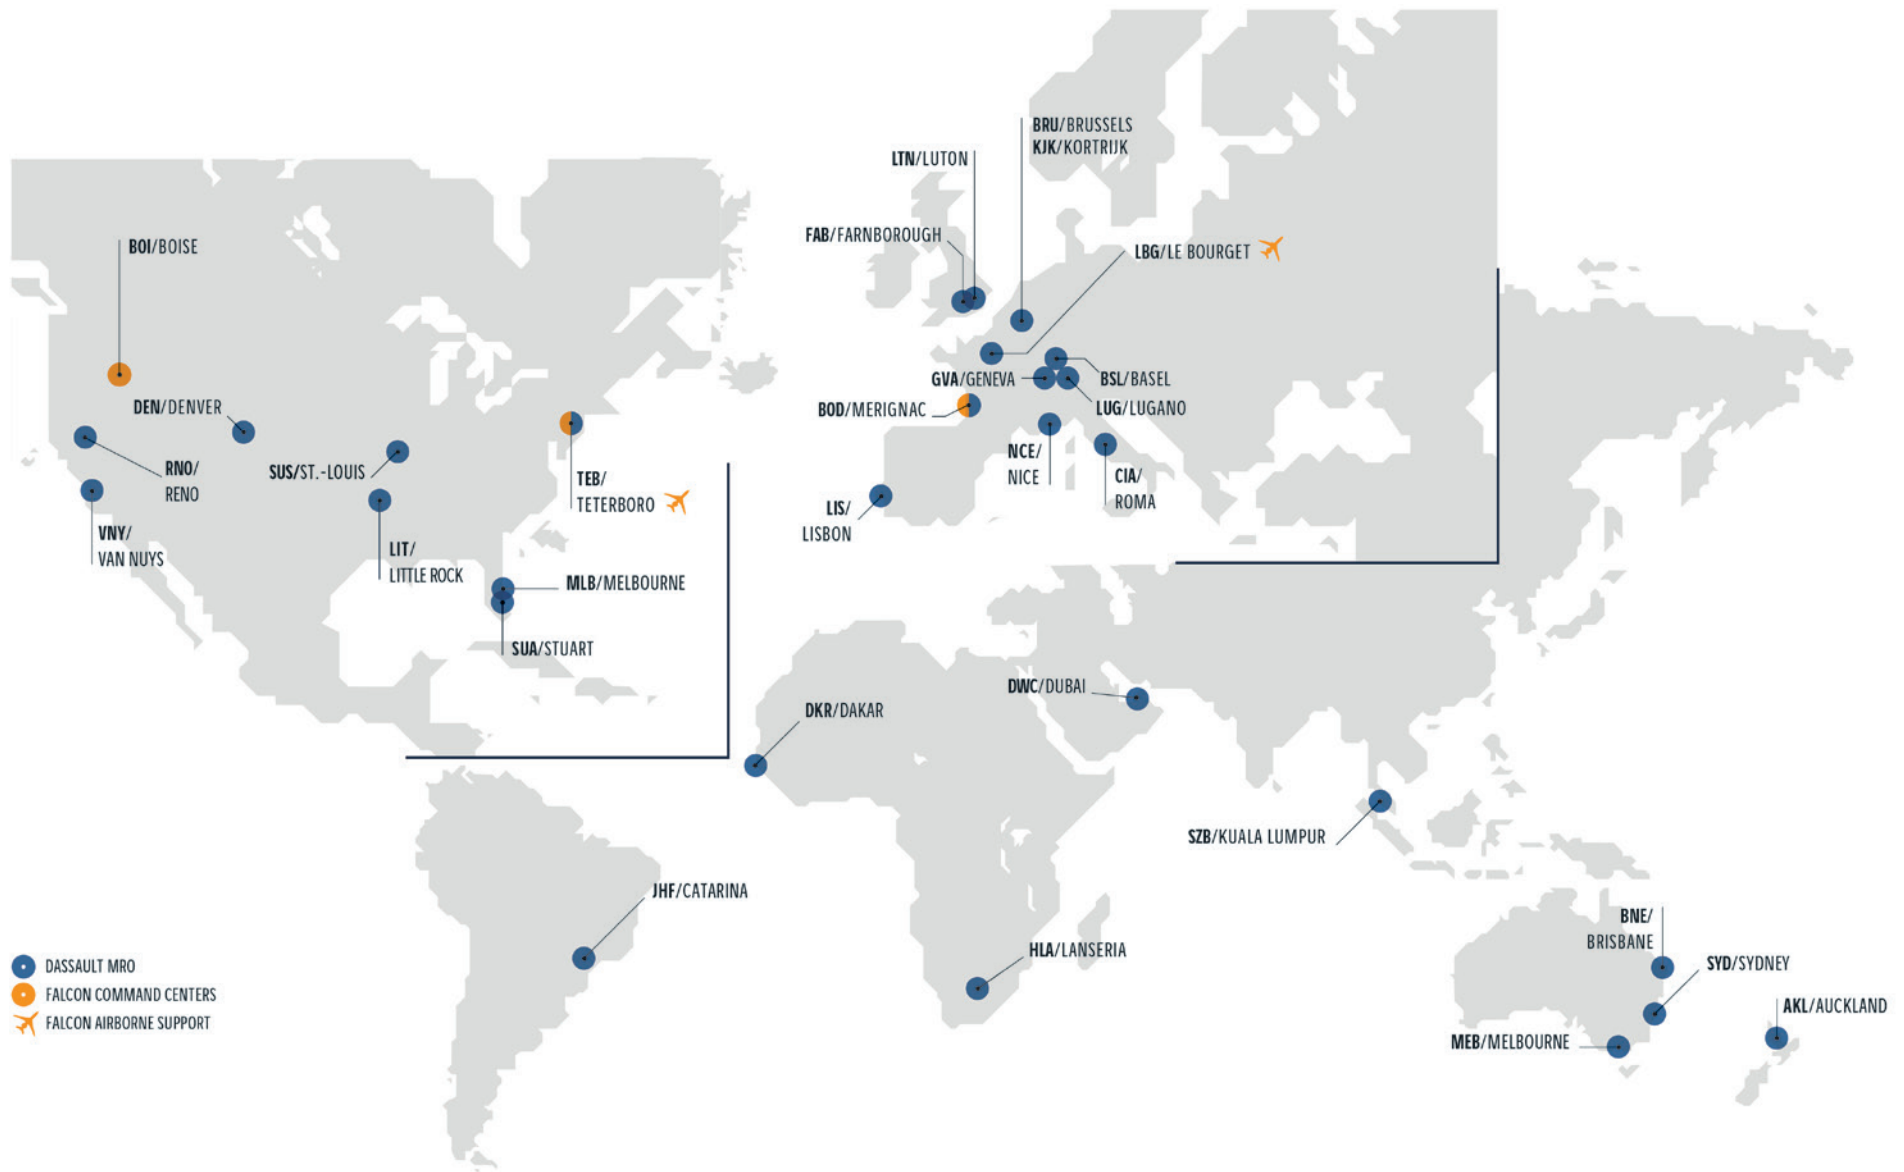 BRU/BRUSSELS
KJK/KORTRIJK
LTN/LUTON
FAB/FARNBOROUGH
BOI/BOISE
LBG/LE BOURGET
GVA/GENEVA
BSL/BASEL
DEN/DENVER
BOD/MERIGNAC
LUG/LUGANO
RNO/
RENO
SUS/ST.-LOUIS
TEB/
TETERBORO
NCE/
NICE
CIA/
ROMA
LIS/
LISBON
VNY/
VAN NUYS
LIT/
LITTLE ROCK
MLB/MELBOURNE
SUA/STUART
DWC/DUBAI
DKR/DAKAR
SZB/KUALA LUMPUR
JHF/CATARINA
HLA/LANSERIA
BNE/
BRISBANE
SYD/SYDNEY
AKL/AUCKLAND
MEB/MELBOURNE
DASSAULT MRO
FALCON COMMAND CENTERS
FALCON AIRBORNE SUPPORT